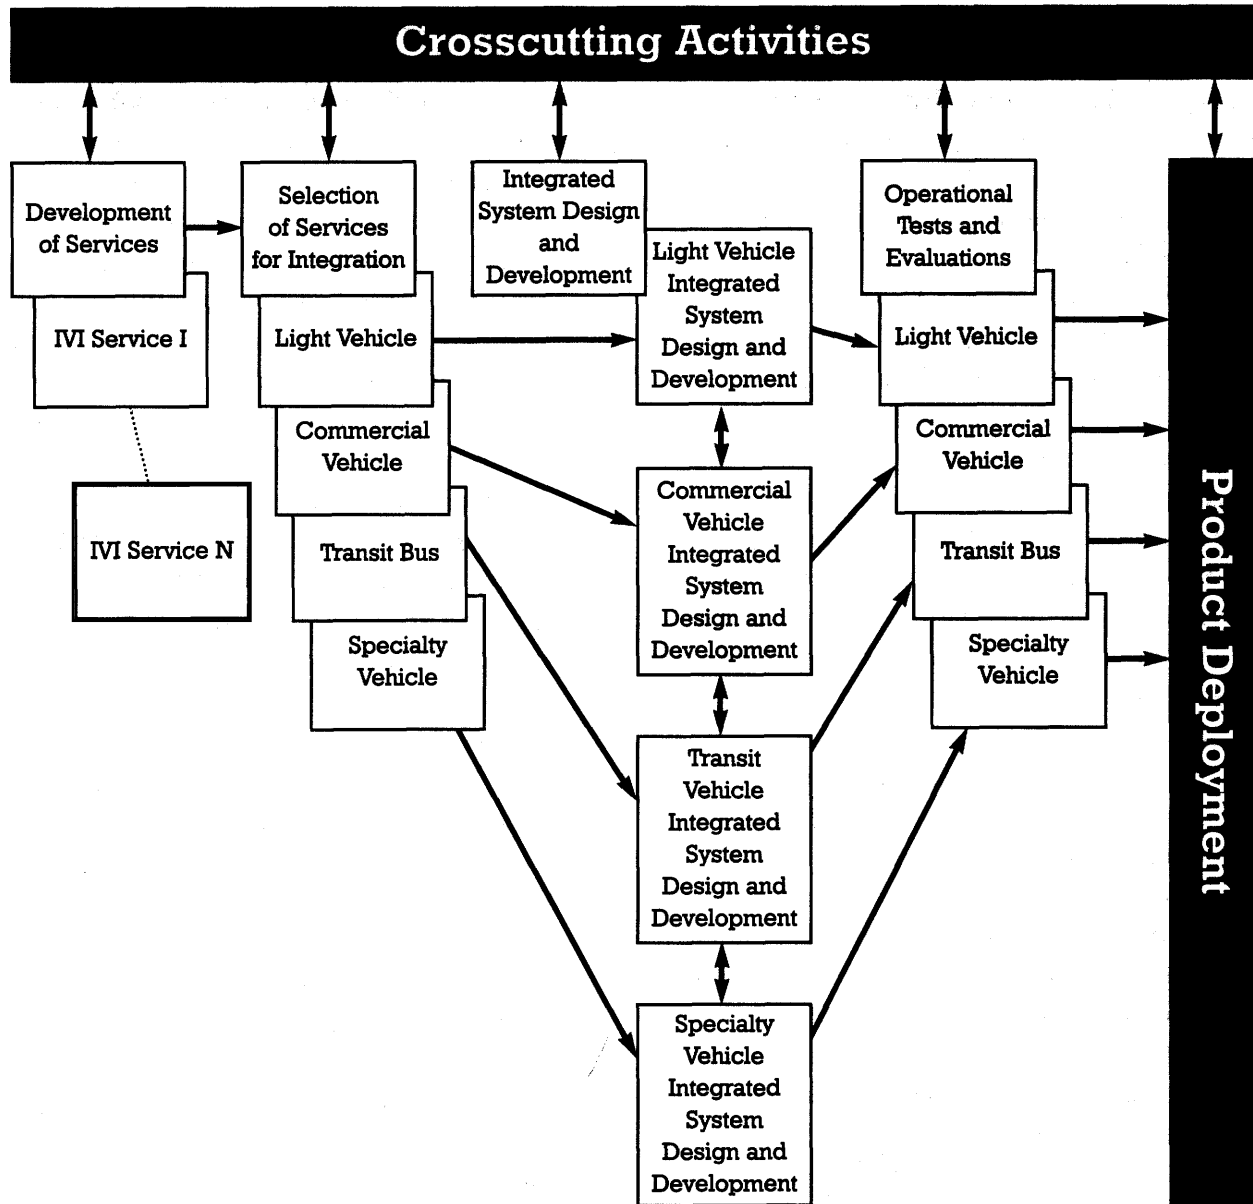 Crosscutting Activities
Development
of Services
IVI Service I
IVI Service N
Selection
of Services
for Integration
Light Vehicle
Commercial
Vehicle
Transit Bus
Specialty
Vehicle
Integrated
System Design
and
Development
Light Vehicle
Integrated
System
Design and
Development
Commercial
Vehicle
Integrated
System
Design and
Development
Transit
Vehicle
Integrated
System
Design and
Development
Specialty
Vehicle
Integrated
System
Design and
Development
Operational
Tests and
Evaluations
Light Vehicle
Commercial
Vehicle
Transit Bus
Specialty
Vehicle
Product Deployment